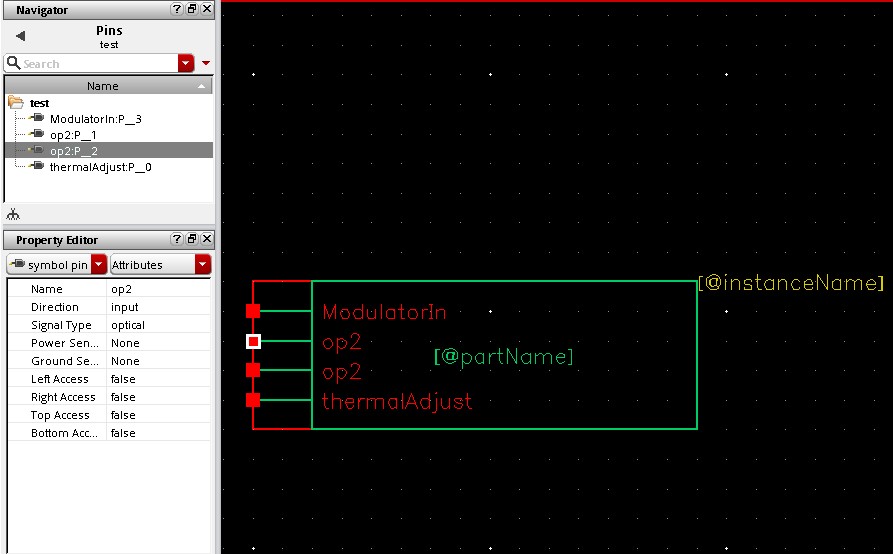 Navigator
Pins
test
Search
Name
test
ModulatorIn:P__3
op2:P__1
op2:P__2
thermalAdjust:P__0
Property Editor
symbol pin Attributes
Name op2
Direction input
Signal Type optical
Power Sen... None
Ground Se... None
Left Access false
Right Access false
Top Access false
Bottom Acc... false
[@instanceName]
ModulatorIn
op2
[@partName]
op2
thermalAdjust